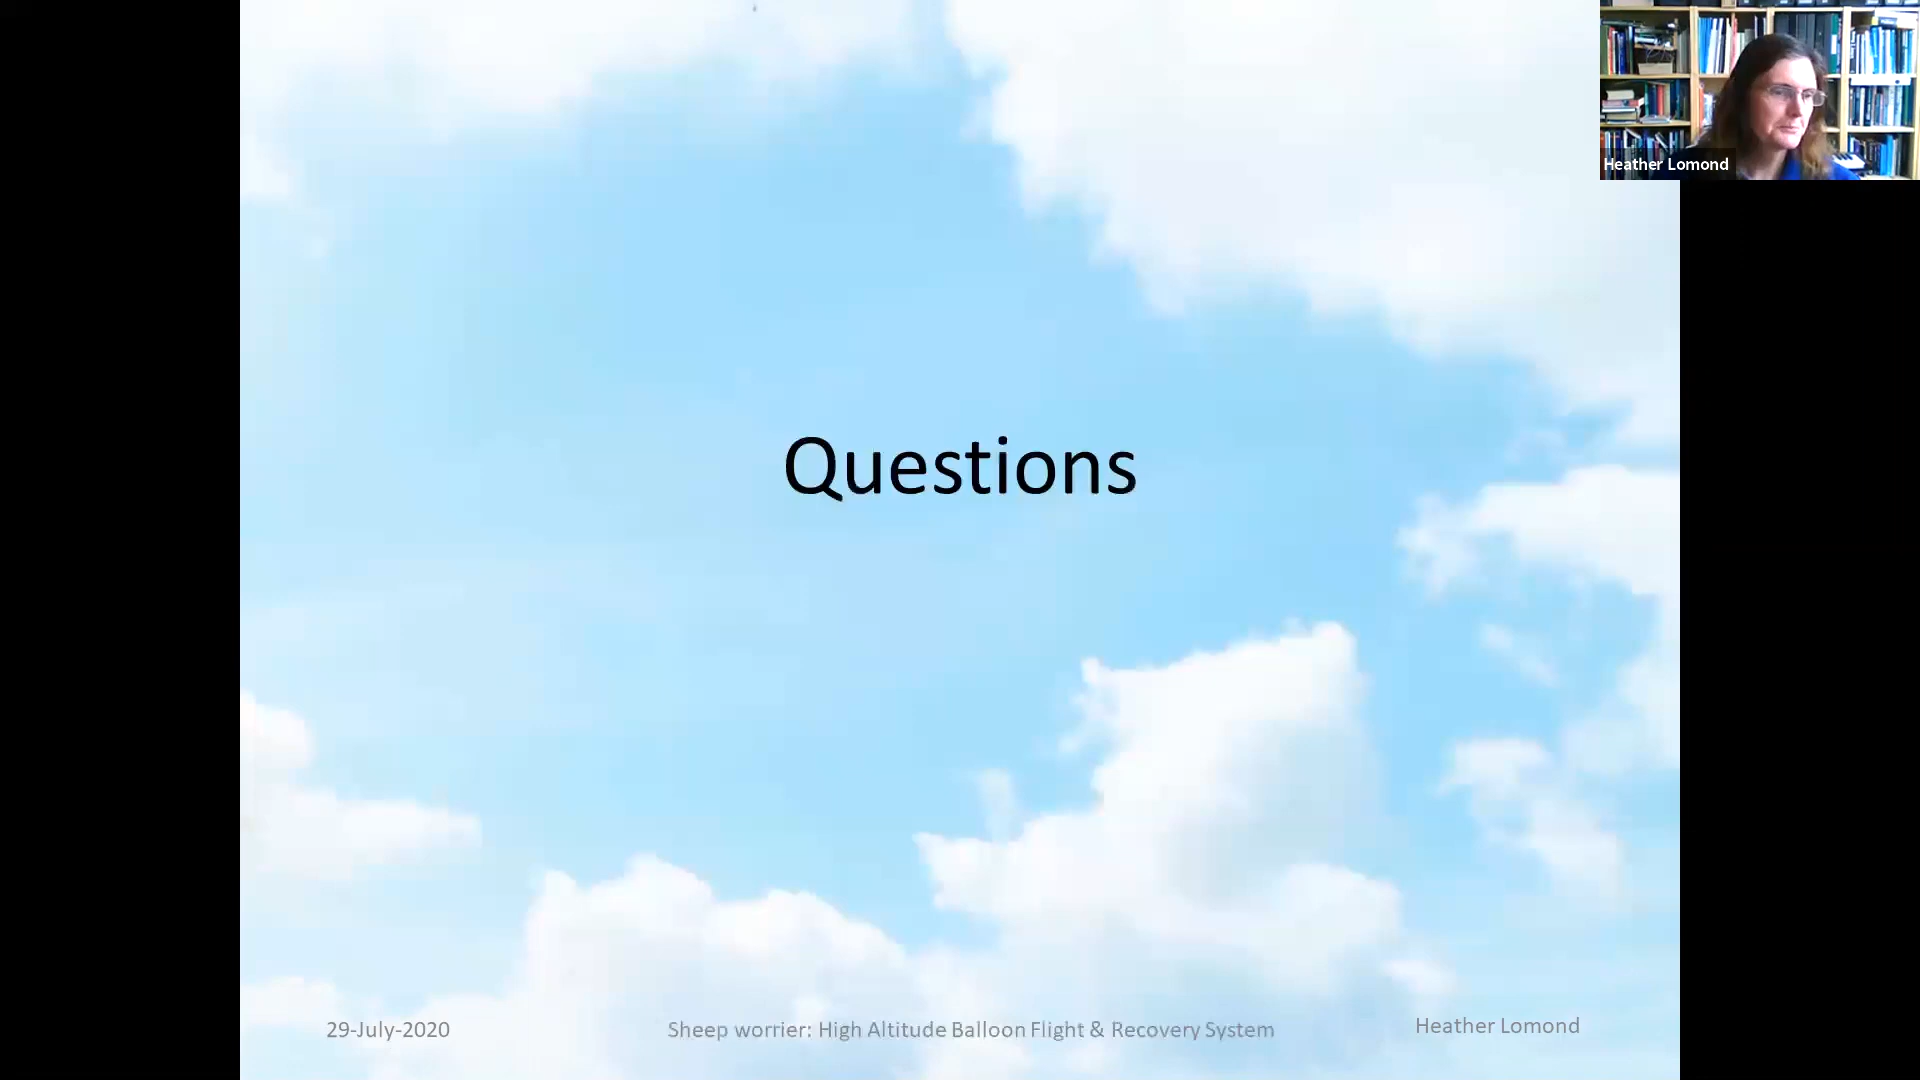 Heather Lomond
Questions
29-July-2020
Sheep worrier: High Altitude Balloon Flight & Recovery System
Heather Lomond